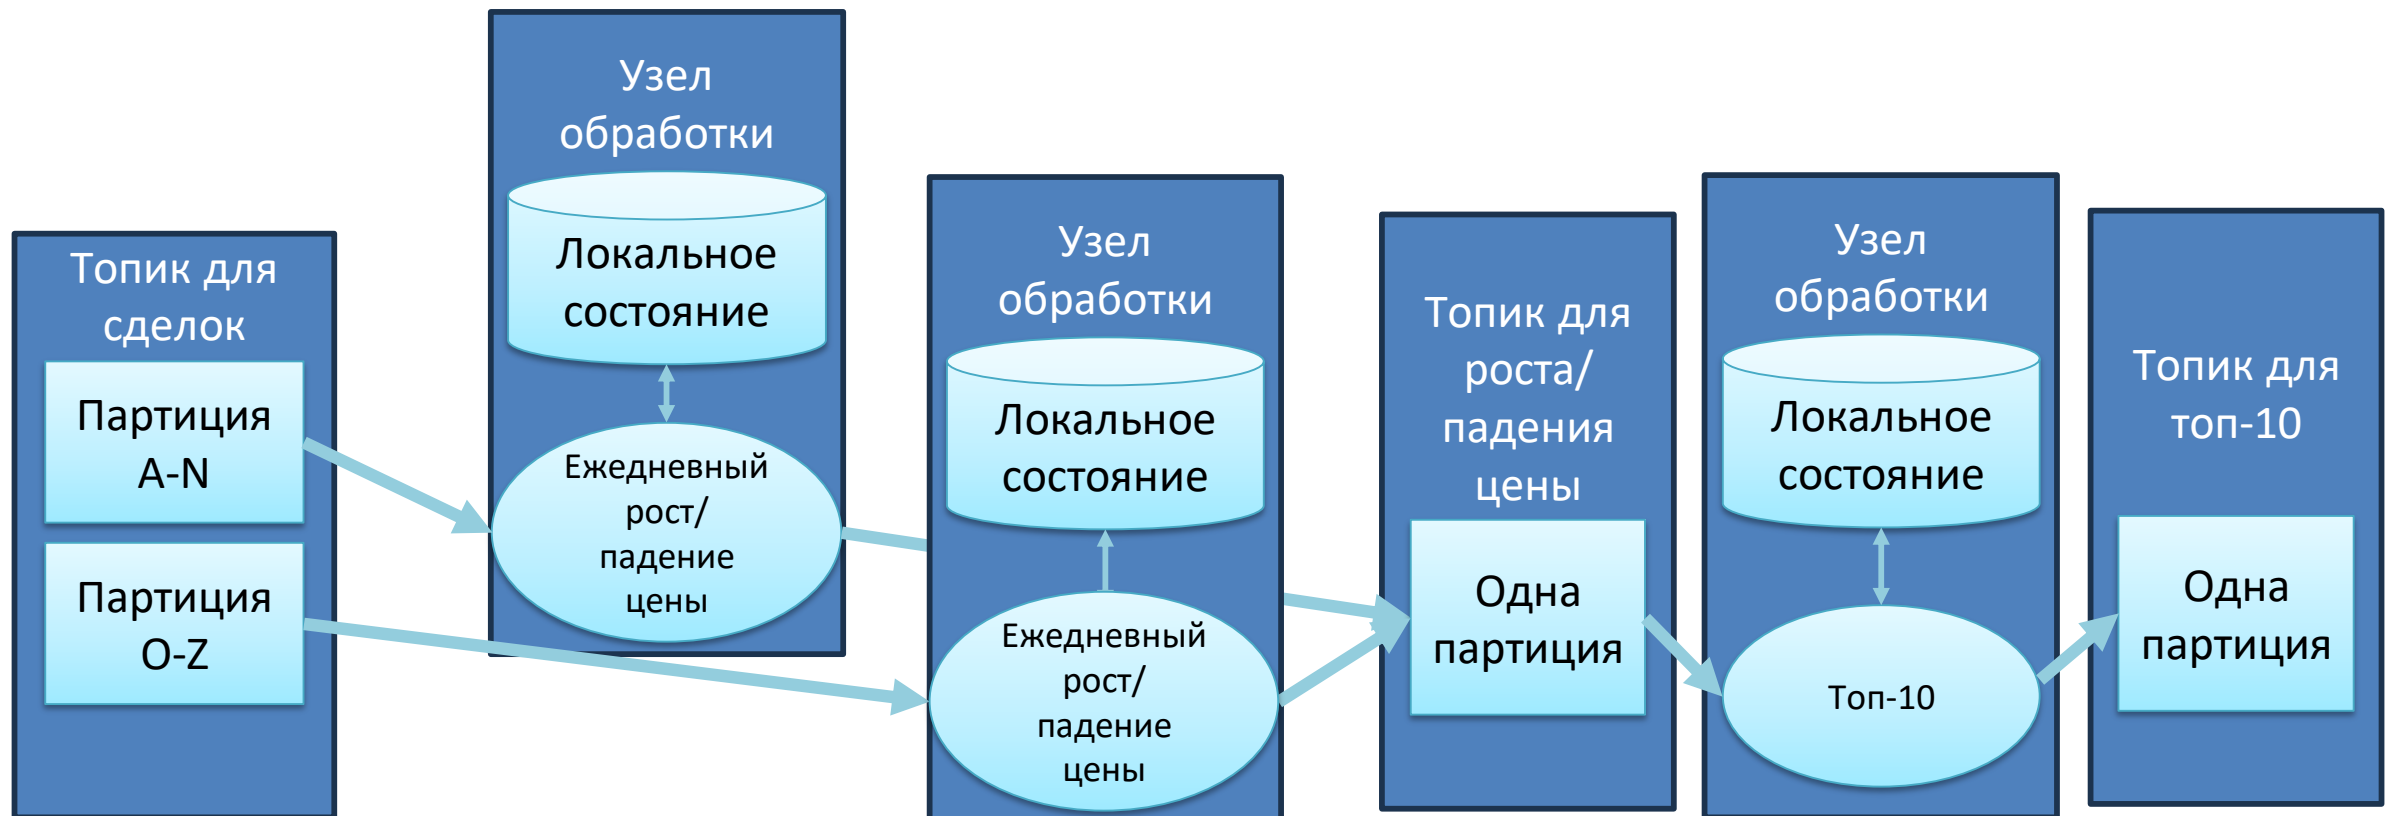 Топик для
сделок
Партиция
A-N
Партиция
O-Z
Узел
обработки
Локальное
состояние
Ежедневный
рост/
падение
цены
Узел
обработки
Локальное
состояние
Ежедневный
рост/
падение
цены
Топик для
роста/
падения
цены
Одна
партиция
Узел
обработки
Локальное
состояние
Топ-10
Топик для
топ-10
Одна
партиция